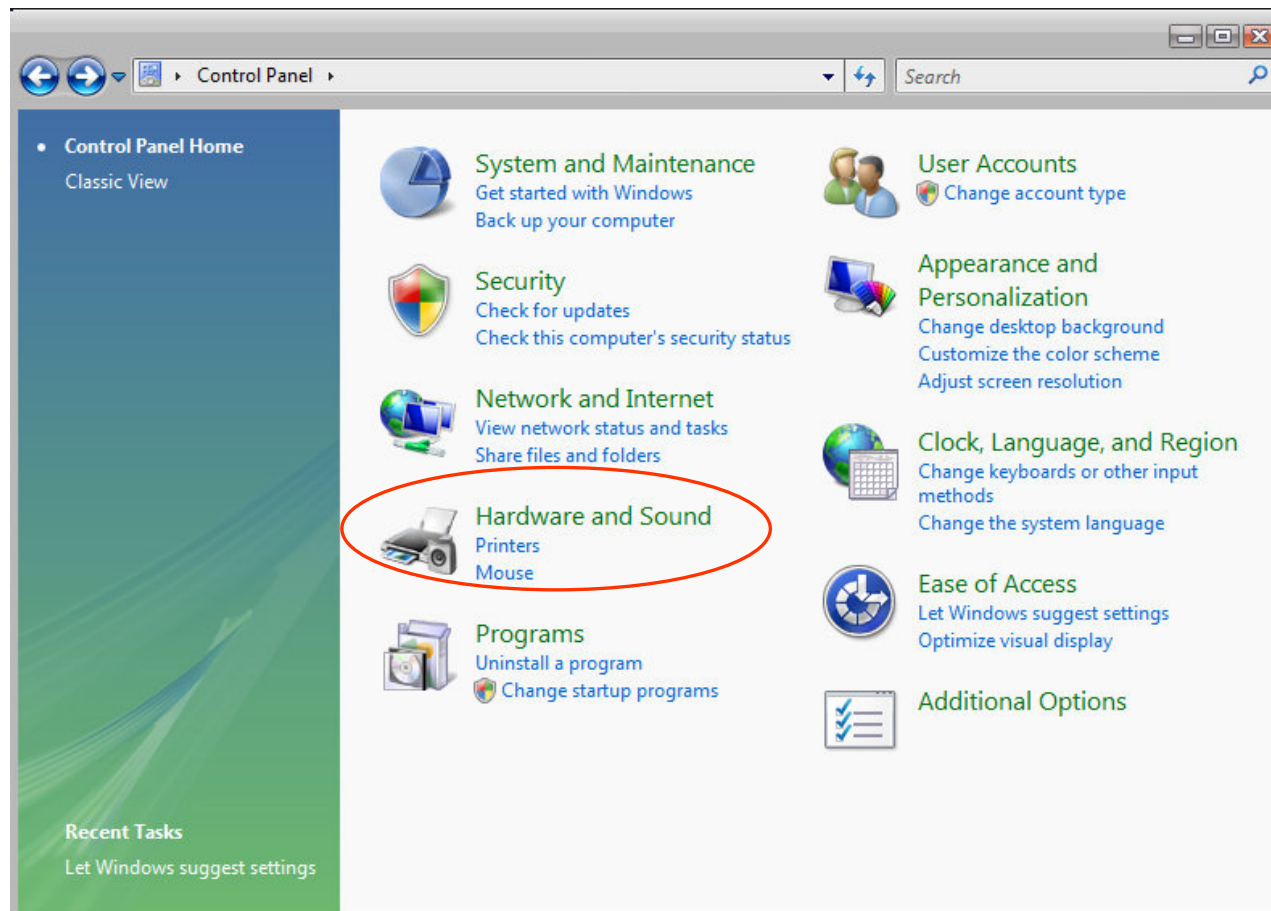 Control Panel
Search
Control Panel Home
Classic View
Recent Tasks
Let Windows suggest settings
System and Maintenance
Get started with Windows
Back up your computer
Security
Check for updates
Check this computer's security status
Network and Internet
View network status and tasks
Share files and folders
Hardware and Sound
Printers
Mouse
Programs
Uninstall a program
Change startup programs
User Accounts
Change account type
Appearance and
Personalization
Change desktop background
Customize the color scheme
Adjust screen resolution
Clock, Language, and Region
Change keyboards or other input
methods
Change the system language
Ease of Access
Let Windows suggest settings
Optimize visual display
Additional Options